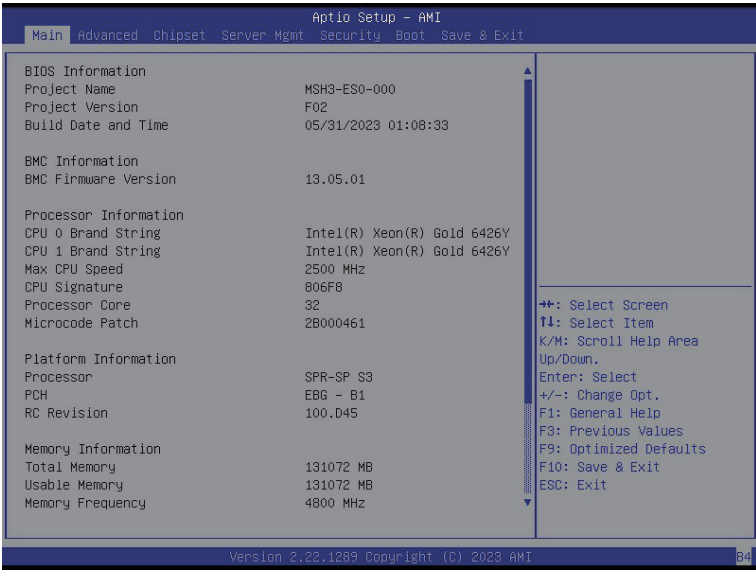 Aptio Setup – AMI
Main Advanced Chipset Server Mgmt Security Boot Save & Exit
BIOS Information
Project Name MSH3-ES0-000
Project Version F02
Build Date and Time 05/31/2023 01:08:33
BMC Information
BMC Firmware Version 13.05.01
Processor Information
CPU 0 Brand String Intel(R) Xeon(R) Gold 6426Y
CPU 1 Brand String Intel(R) Xeon(R) Gold 6426Y
Max CPU Speed 2500 MHz
CPU Signature 806F8
Processor Core 32
Microcode Patch 2B000461
Platform Information
Processor SPR-SP S3
PCH EBG - B1
RC Revision 100.D45
Memory Information
Total Memory 131072 MB
Usable Memory 131072 MB
Memory Frequency 4800 MHz
→←: Select Screen
↑↓: Select Item
K/M: Scroll Help Area
Up/Down.
Enter: Select
+/-: Change Opt.
F1: General Help
F3: Previous Values
F9: Optimized Defaults
F10: Save & Exit
ESC: Exit
Version 2.22.1289 Copyright (C) 2023 AMI
B4